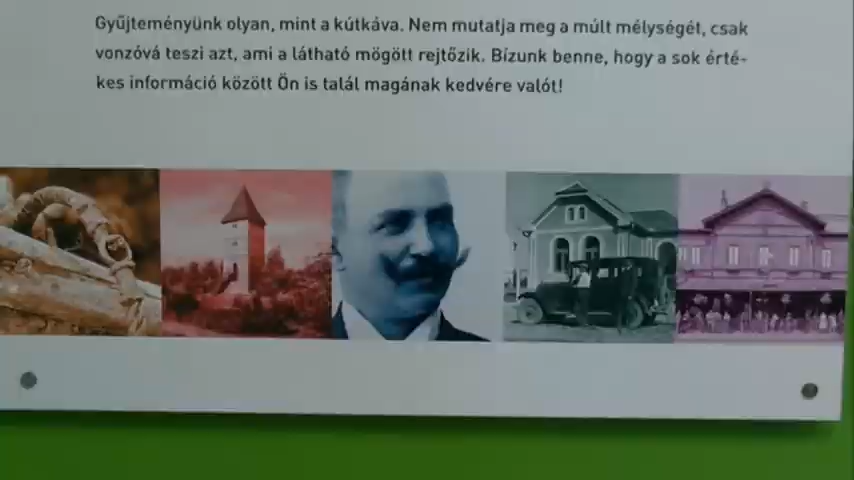 Gyűjteményünk olyan, mint a kútkáva. Nem mutatja meg a múlt mélységét, csak
vonzóvá teszi azt, ami a látható mögött rejtőzik. Bízunk benne, hogy a sok érté-
kes információ között Ön is talál magának kedvére valót!